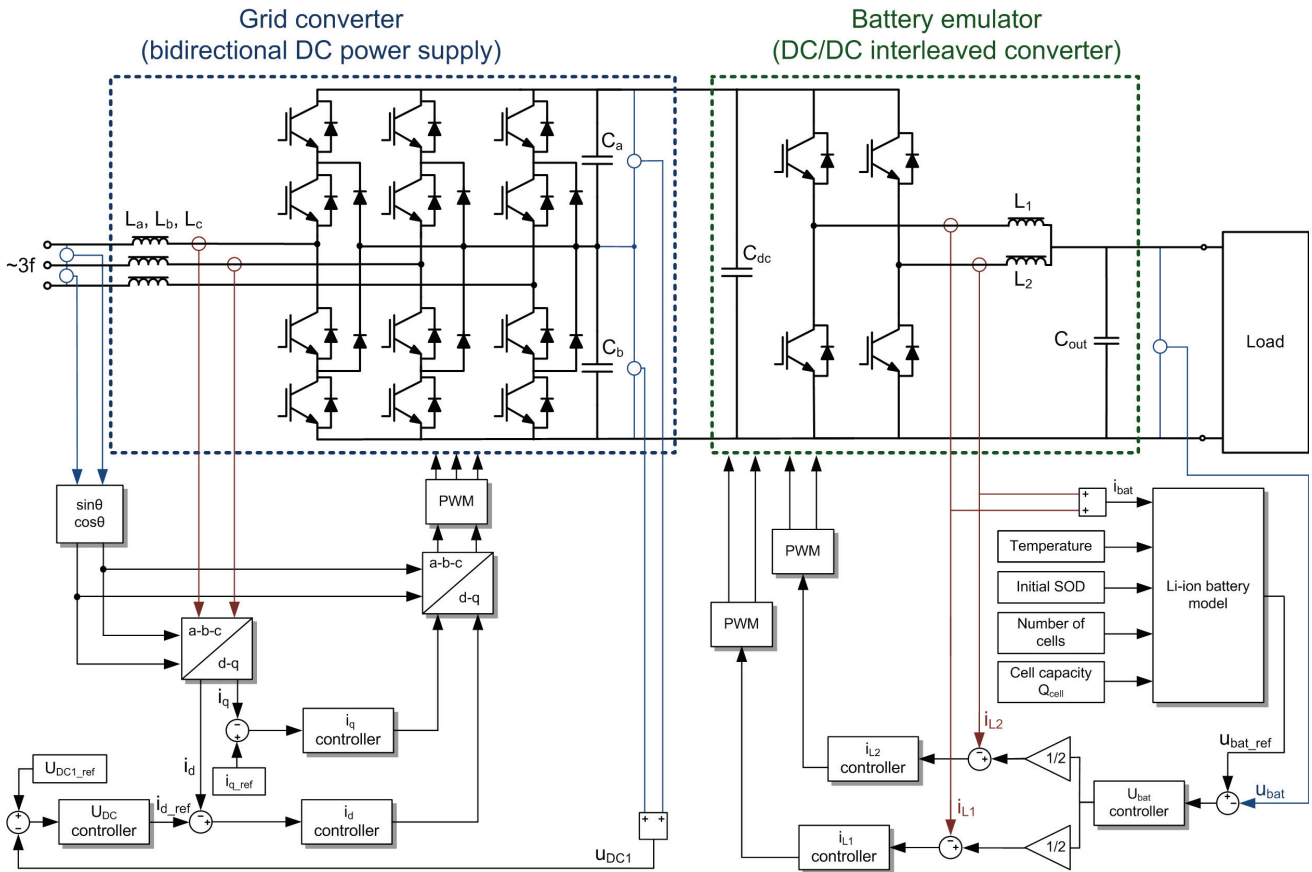 Grid converter
(bidirectional DC power supply)
Battery emulator
(DC/DC interleaved converter)
Ca
La, Lb, Lc
~3f
Cb
Cdc
L1
L2
Cout
Load
sinθ
cosθ
PWM
a-b-c
d-q
a-b-c
d-q
iq
id
iq
controller
iq_ref
UDC1_ref
+
−
UDC
controller
id_ref
−
+
id
controller
−
+
+ +
uDC1
PWM
PWM
+
+
ibat
Temperature
Initial SOD
Number of
cells
Cell capacity
Qcell
Li-ion battery
model
iL2
iL2
controller
−
+
1/2
ubat_ref
Ubat
controller
+
−
ubat
iL1
iL1
controller
−
+
1/2